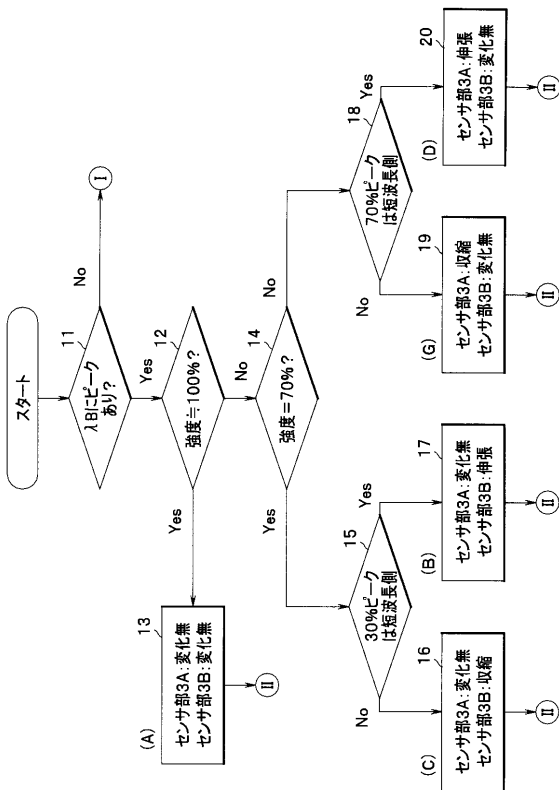 スタート
11
λBにピーク
あり？
No
Ⅰ
Yes
12
強度≒100%？
Yes
No
(A)
13
センサ部3A:変化無
センサ部3B:変化無
Ⅱ
14
強度=70%？
Yes
No
15
30%ピーク
は短波長側
No
Yes
(C)
16
センサ部3A:変化無
センサ部3B:収縮
Ⅱ
(B)
17
センサ部3A:変化無
センサ部3B:伸張
Ⅱ
18
70%ピーク
は短波長側
No
Yes
(G)
19
センサ部3A:収縮
センサ部3B:変化無
Ⅱ
(D)
20
センサ部3A:伸張
センサ部3B:変化無
Ⅱ